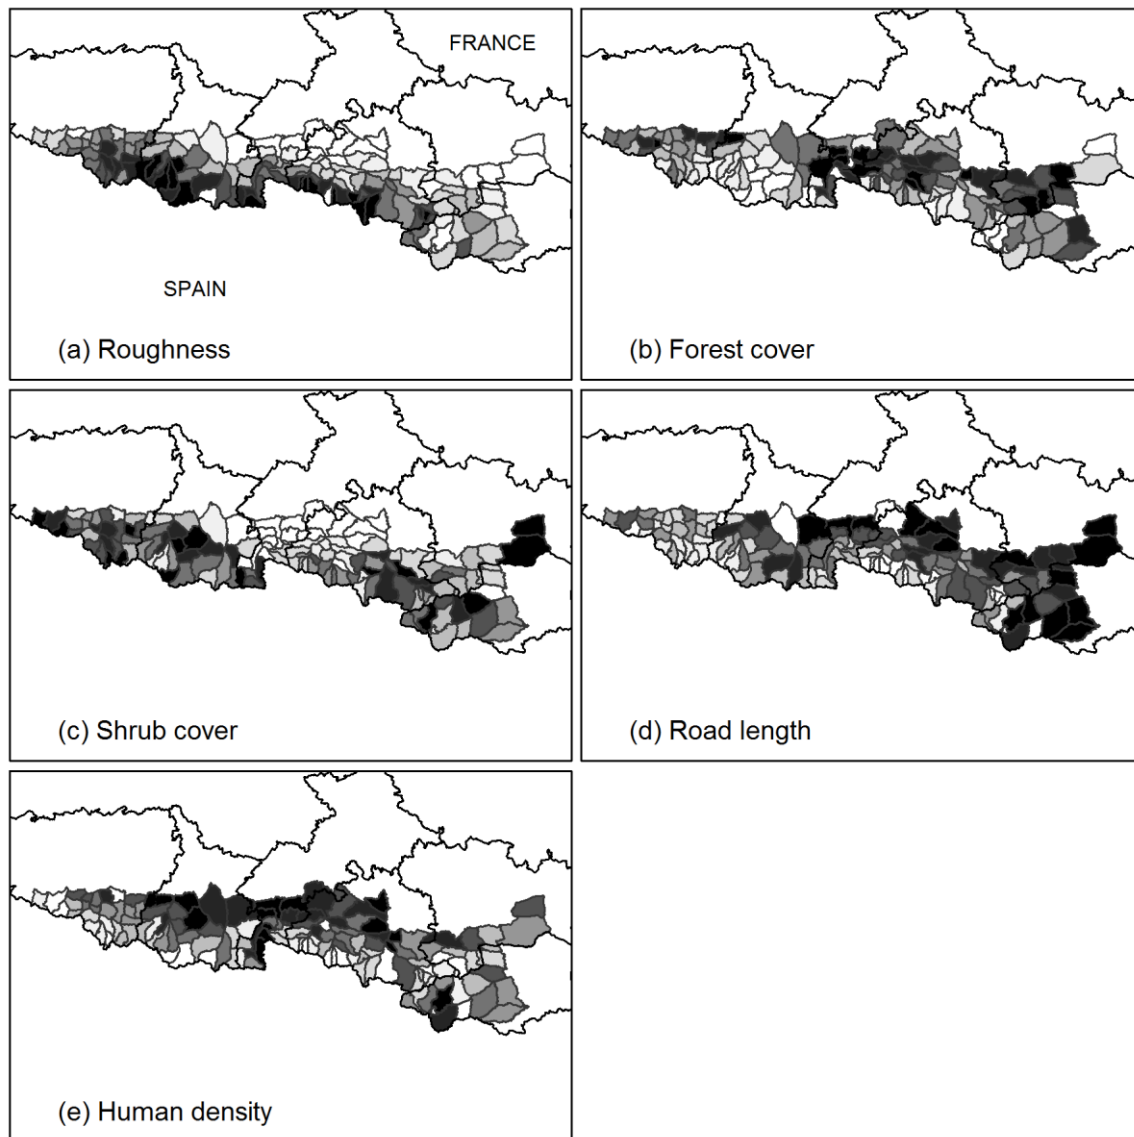 FRANCE
SPAIN
(a) Roughness
(b) Forest cover
(c) Shrub cover
(d) Road length
(e) Human density